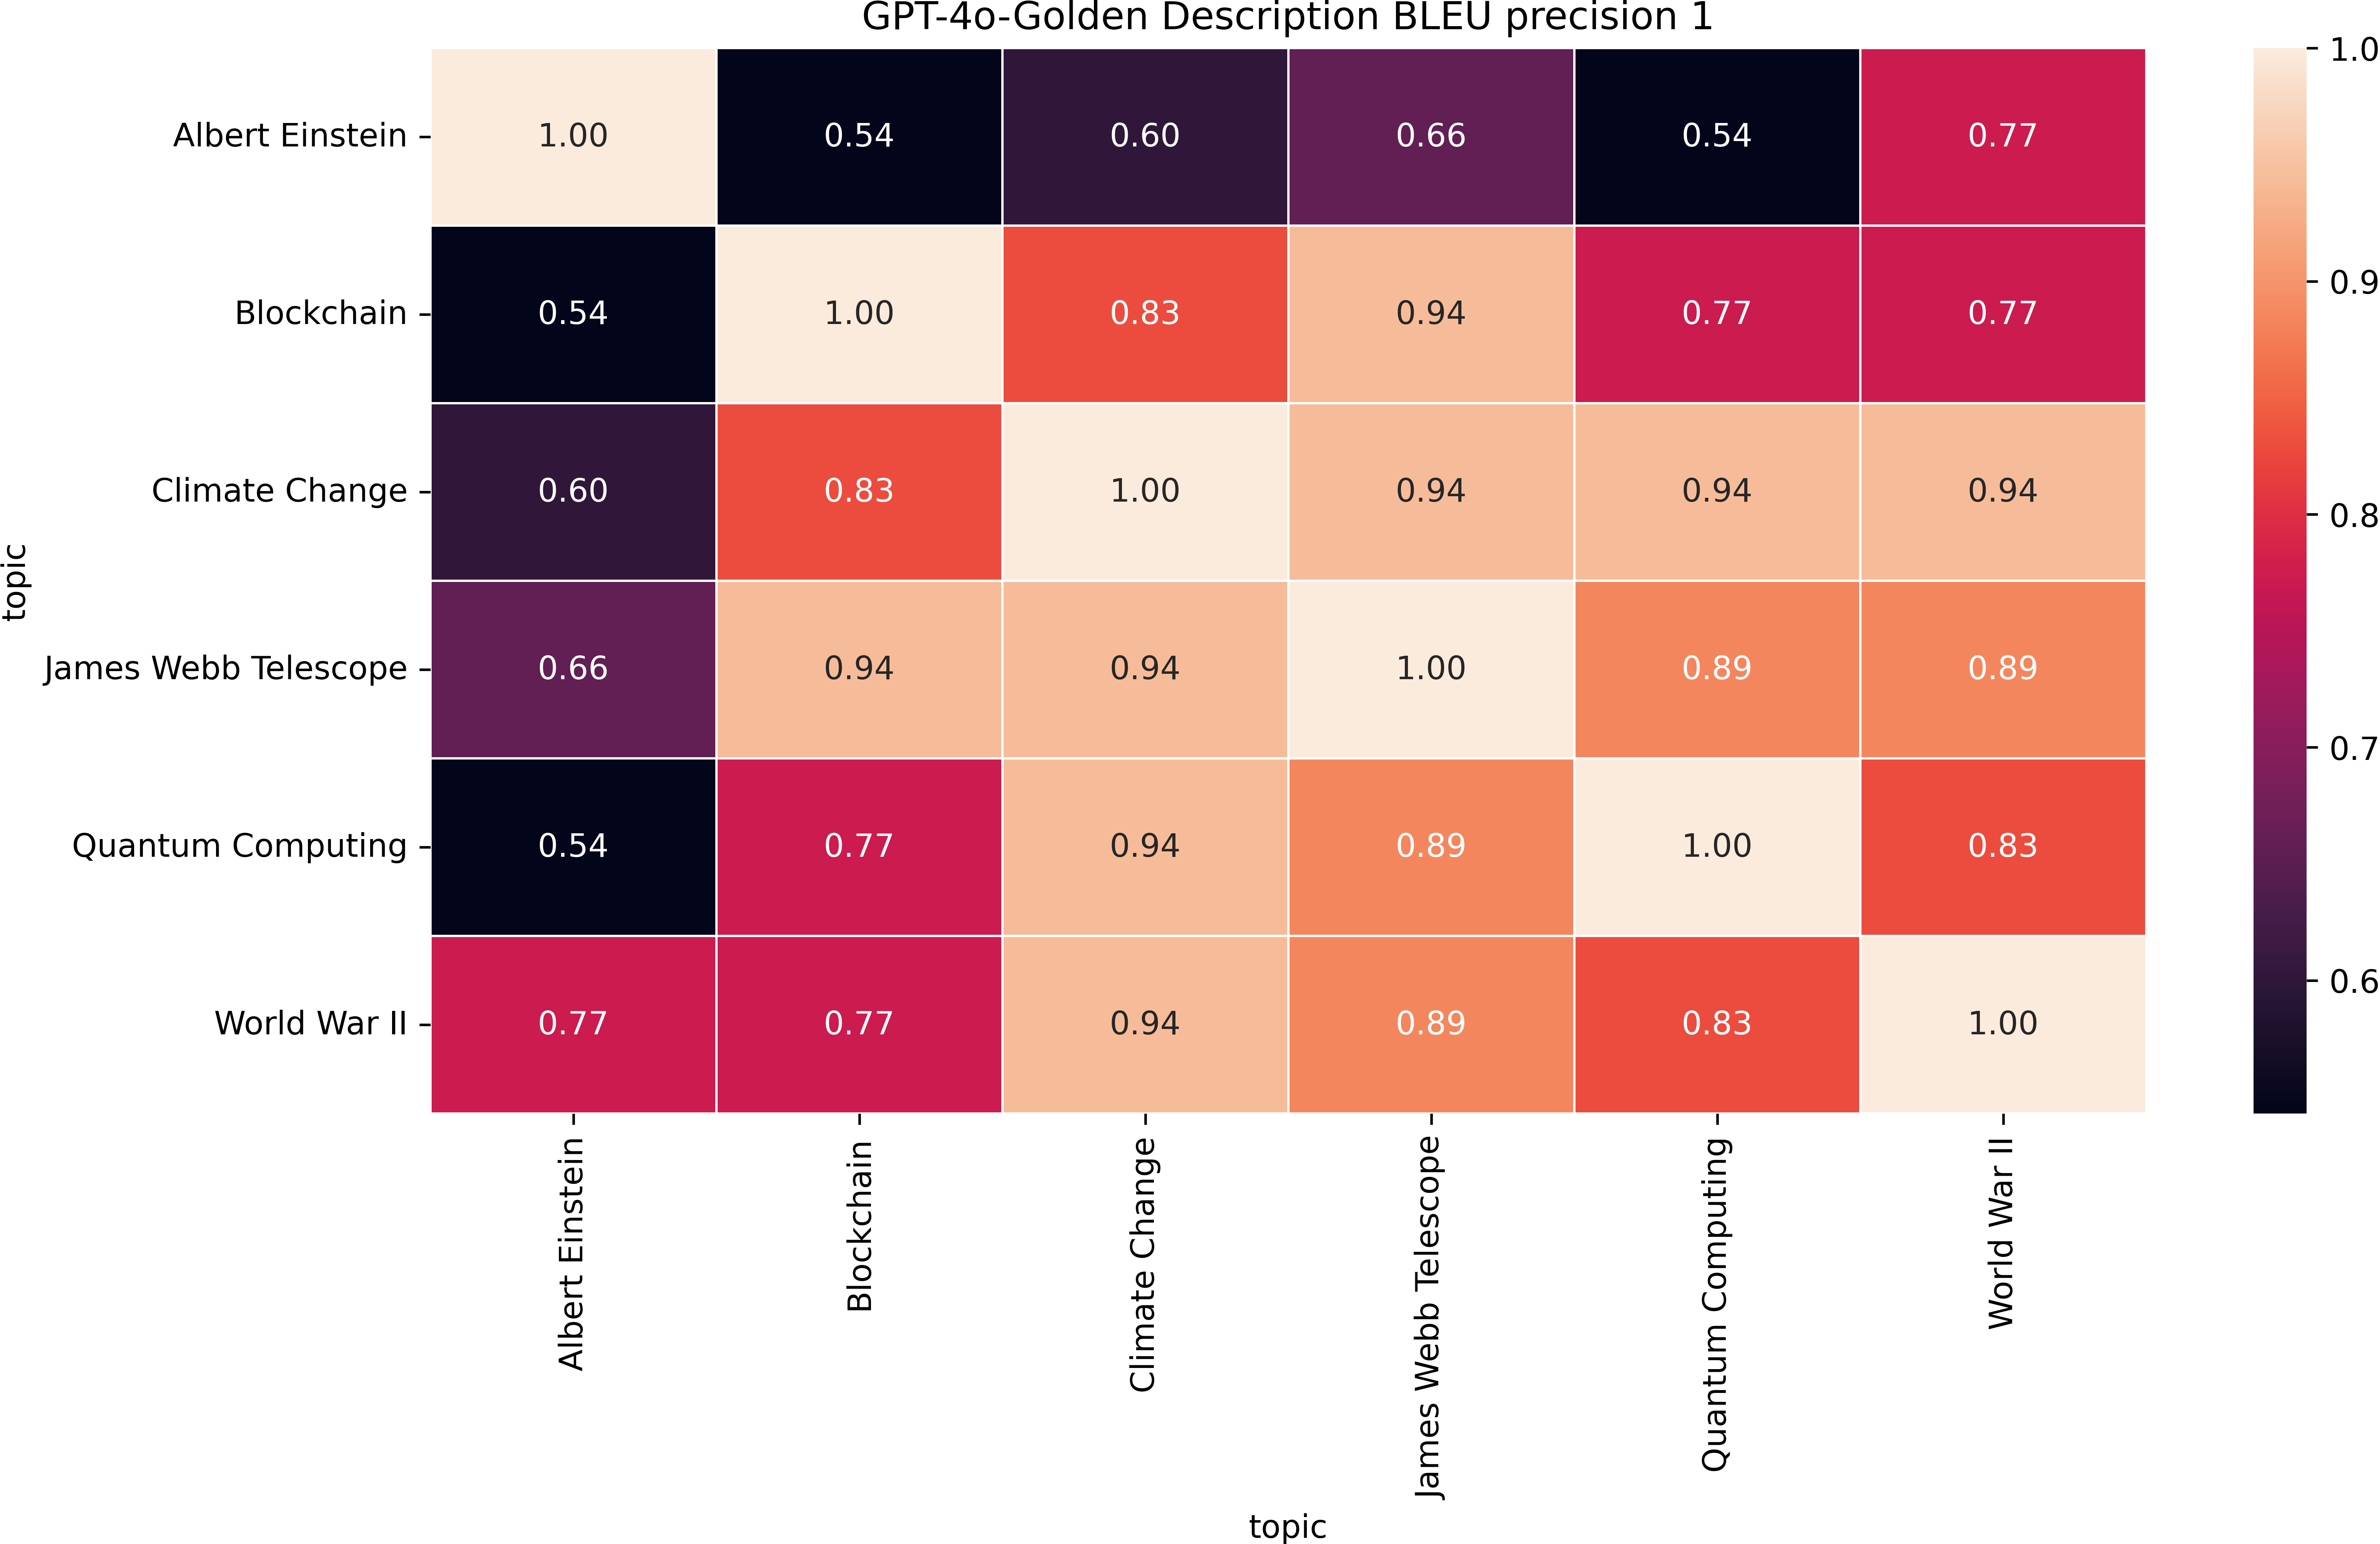 GPT-4o-Golden Description BLEU precision 1
Albert Einstein 1.00 0.54 0.60 0.66 0.54 0.77
Blockchain 0.54 1.00 0.83 0.94 0.77 0.77
Climate Change 0.60 0.83 1.00 0.94 0.94 0.94
James Webb Telescope 0.66 0.94 0.94 1.00 0.89 0.89
Quantum Computing 0.54 0.77 0.94 0.89 1.00 0.83
World War II 0.77 0.77 0.94 0.89 0.83 1.00
topic
Albert Einstein
Blockchain
Climate Change
James Webb Telescope
Quantum Computing
World War II
topic
1.0
0.9
0.8
0.7
0.6